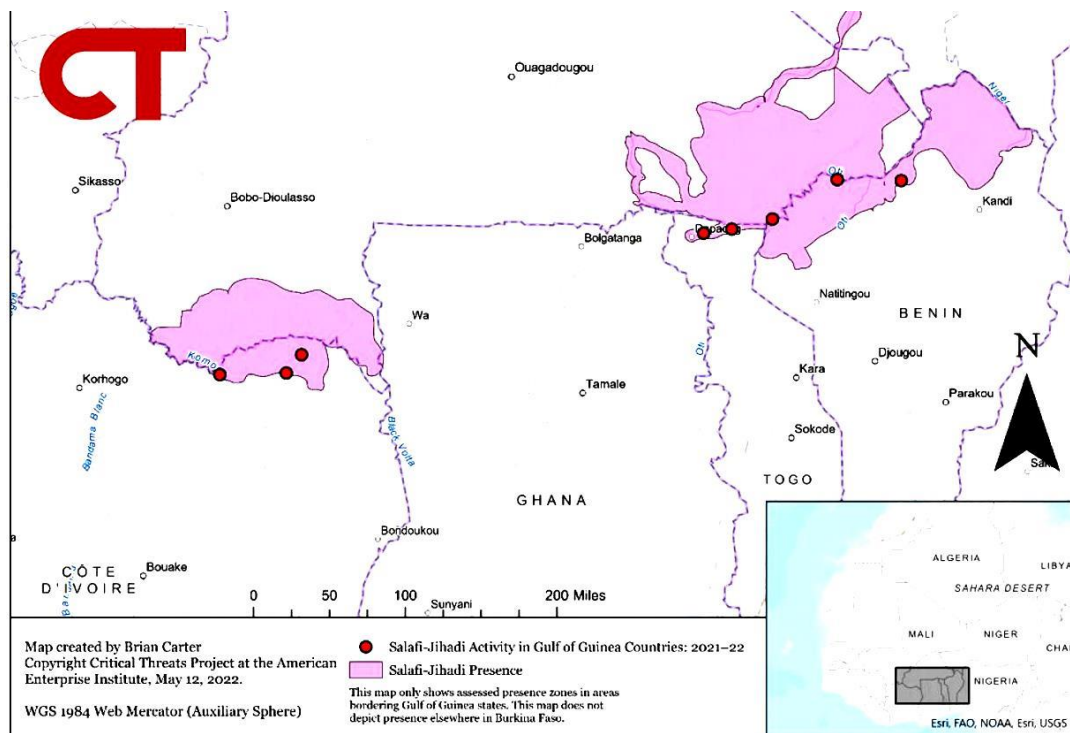 CT
Ouagadougou
Niger
Sikasso
Bobo-Dioulasso
Oti
Kandi
Bolgatanga
Oti
Natitingou
Wa
BENIN
N
Komo
Djougou
Korhogo
Tamale
Oti
Kara
Parakou
Bandama Blanc
Black Volta
Sokode
GHANA
TOGO
Bondoukou
CÔTE
D'IVOIRE
Bouake
Sunyani
0 50 100 200 Miles
ALGERIA
LIBYA
SAHARA DESERT
MALI
NIGER
NIGERIA
Map created by Brian Carter
Copyright Critical Threats Project at the American
Enterprise Institute, May 12, 2022.
WGS 1984 Web Mercator (Auxiliary Sphere)
Salafi-Jihadi Activity in Gulf of Guinea Countries: 2021–22
Salafi-Jihadi Presence
This map only shows assessed presence zones in areas
bordering Gulf of Guinea states. This map does not
depict presence elsewhere in Burkina Faso.
Esri, FAO, NOAA, Esri, USGS